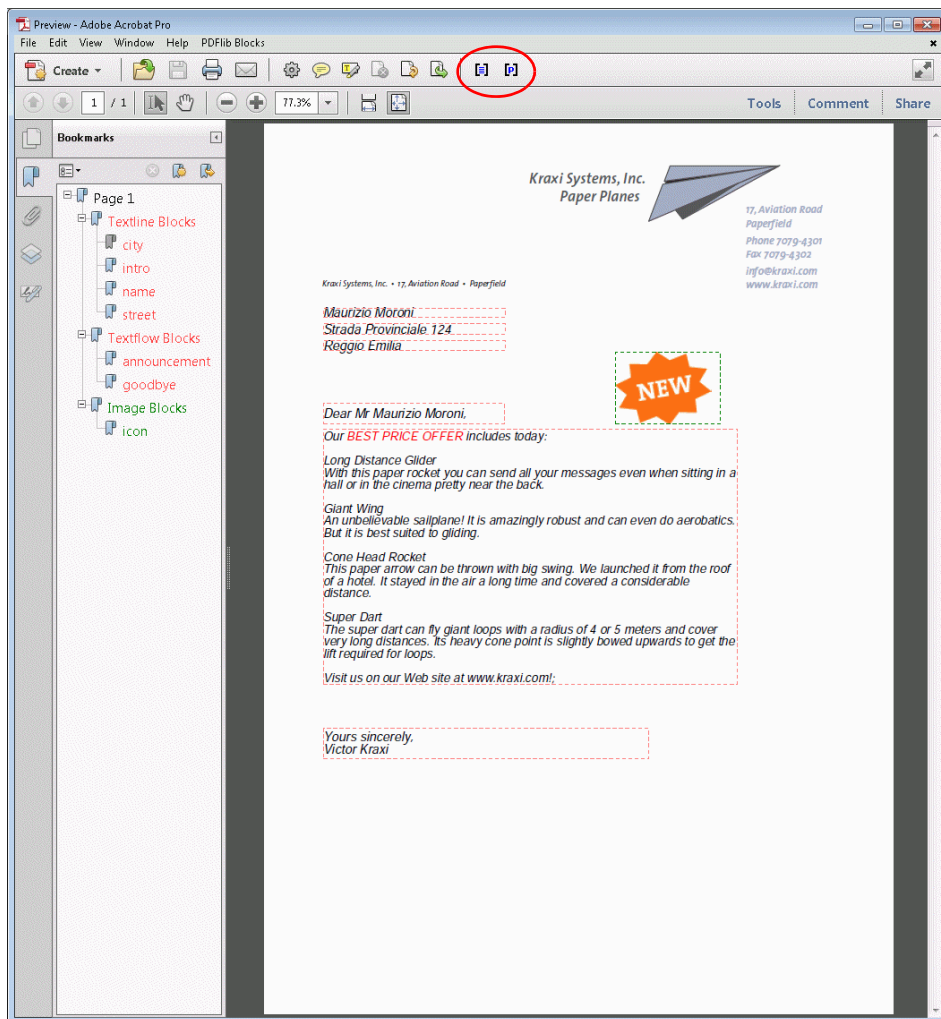 Preview - Adobe Acrobat Pro
File Edit View Window Help PDFlib Blocks
Create
1 / 1
77.3%
Tools Comment Share
Bookmarks
Page 1
Textline Blocks
city
intro
name
street
Textflow Blocks
announcement
goodbye
Image Blocks
icon
Kraxi Systems, Inc.
Paper Planes
17, Aviation Road
Paperfield
Phone 7079-4301
Fax 7079-4302
info@kraxi.com
www.kraxi.com
Kraxi Systems, Inc. • 17, Aviation Road • Paperfield
Maurizio Moroni
Strada Provinciale 124
Reggio Emilia
NEW
Dear Mr Maurizio Moroni,
Our BEST PRICE OFFER includes today:
Long Distance Glider
With this paper rocket you can send all your messages even when sitting in a
hall or in the cinema pretty near the back.
Giant Wing
An unbelievable sailplane! It is amazingly robust and can even do aerobatics.
But it is best suited to gliding.
Cone Head Rocket
This paper arrow can be thrown with big swing. We launched it from the roof
of a hotel. It stayed in the air a long time and covered a considerable
distance.
Super Dart
The super dart can fly giant loops with a radius of 4 or 5 meters and cover
very long distances. Its heavy cone point is slightly bowed upwards to get the
lift required for loops.
Visit us on our Web site at www.kraxi.com!;
Yours sincerely,
Victor Kraxi